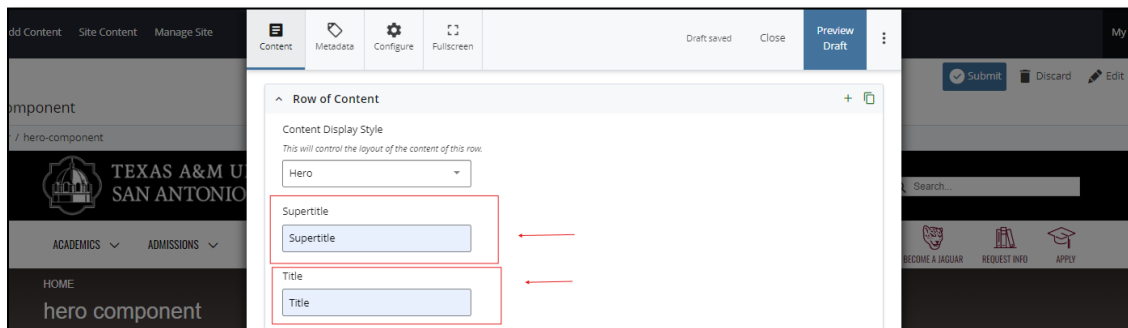 dd Content Site Content Manage Site
Content Metadata Configure Fullscreen
Draft saved Close Preview Draft
My
Submit Discard Edit
omponent
/ hero-component
Row of Content
Content Display Style
This will control the layout of the content of this row.
Hero
Supertitle
Supertitle
Title
Title
TEXAS A&M U
SAN ANTONIO
Search...
ACADEMICS ADMISSIONS
BECOME A JAGUAR REQUEST INFO APPLY
HOME
hero component